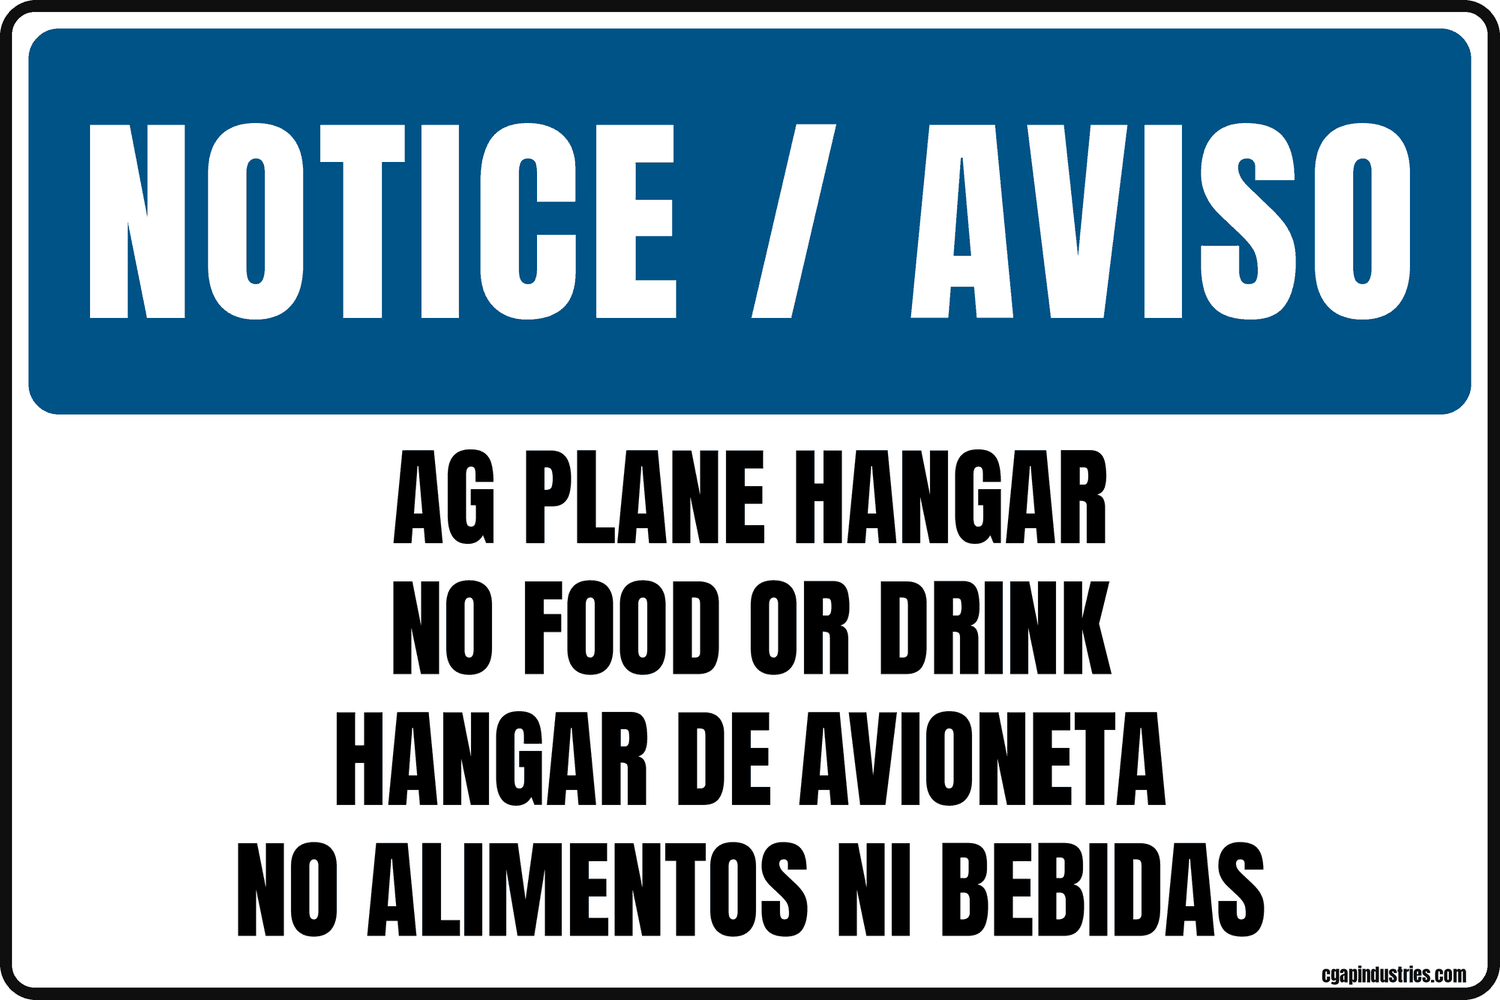 NOTICE / AVISO
AG PLANE HANGAR
NO FOOD OR DRINK
HANGAR DE AVIONETA
NO ALIMENTOS NI BEBIDAS
cgapindustries.com